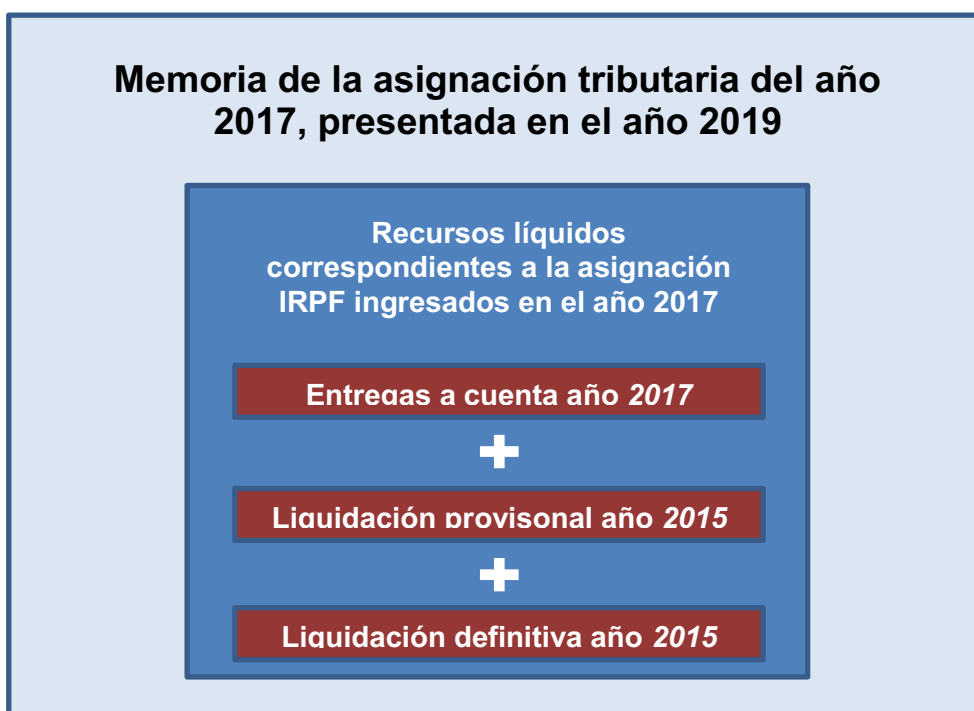 Memoria de la asignación tributaria del año
2017, presentada en el año 2019
Recursos líquidos
correspondientes a la asignación
IRPF ingresados en el año 2017
Entregas a cuenta año 2017
+
Liquidación provisonal año 2015
+
Liquidación definitiva año 2015